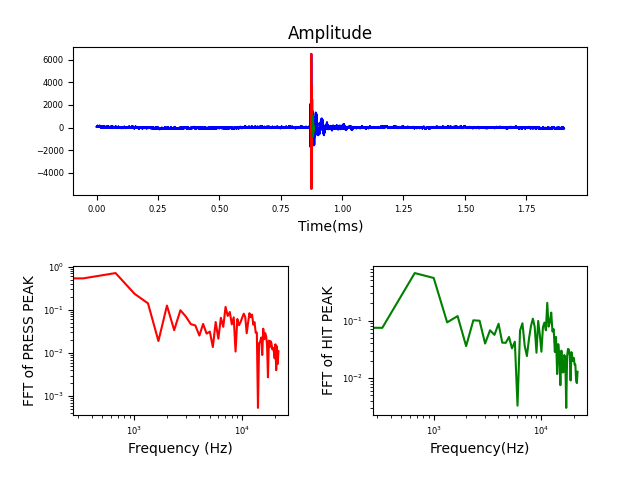 Amplitude
6000
4000
2000
0
−2000
−4000
0.00 0.25 0.50 0.75 1.00 1.25 1.50 1.75
Time(ms)
FFT of PRESS PEAK
10⁰
10⁻¹
10⁻²
10⁻³
10³ 10⁴
Frequency (Hz)
FFT of HIT PEAK
10⁻¹
10⁻²
10³ 10⁴
Frequency(Hz)